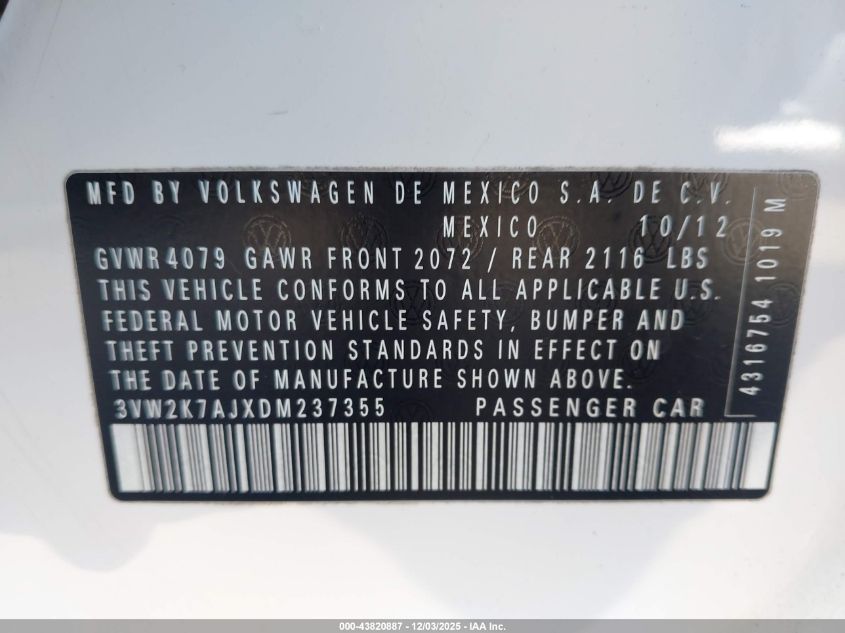 MFD BY VOLKSWAGEN DE MEXICO S.A. DE C.V.
MEXICO 10/12
GVWR 4079 GAWR FRONT 2072 / REAR 2116 LBS
THIS VEHICLE CONFORMS TO ALL APPLICABLE U.S.
FEDERAL MOTOR VEHICLE SAFETY, BUMPER AND
THEFT PREVENTION STANDARDS IN EFFECT ON
THE DATE OF MANUFACTURE SHOWN ABOVE.
3VW2K7AJXDM237355 PASSENGER CAR
4316754 1019 M
000-43820887 - 12/03/2025 - IAA Inc.